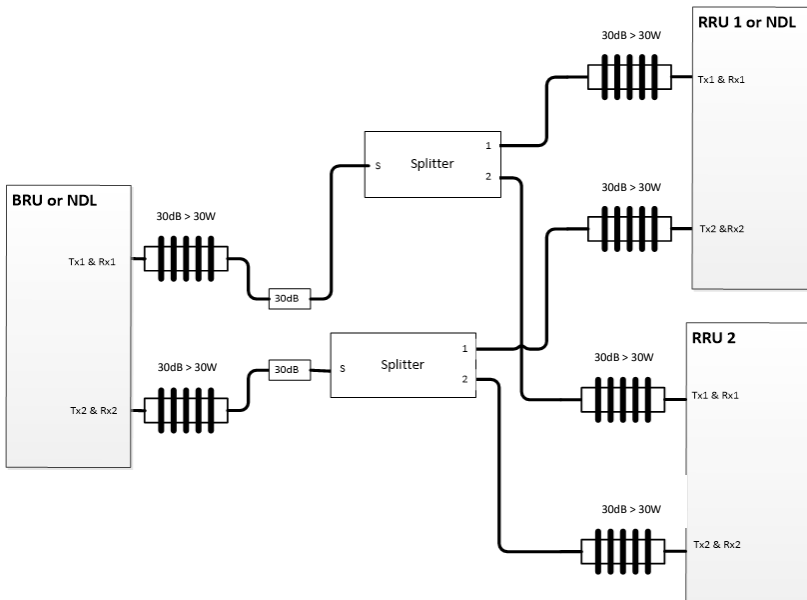 RRU 1 or NDL
30dB > 30W
Tx1 & Rx1
30dB > 30W
Tx2 &Rx2
1
S Splitter
2
BRU or NDL
30dB > 30W
Tx1 & Rx1
30dB
30dB > 30W
Tx2 & Rx2
30dB
1
S Splitter
2
RRU 2
30dB > 30W
Tx1 & Rx1
30dB > 30W
Tx2 & Rx2